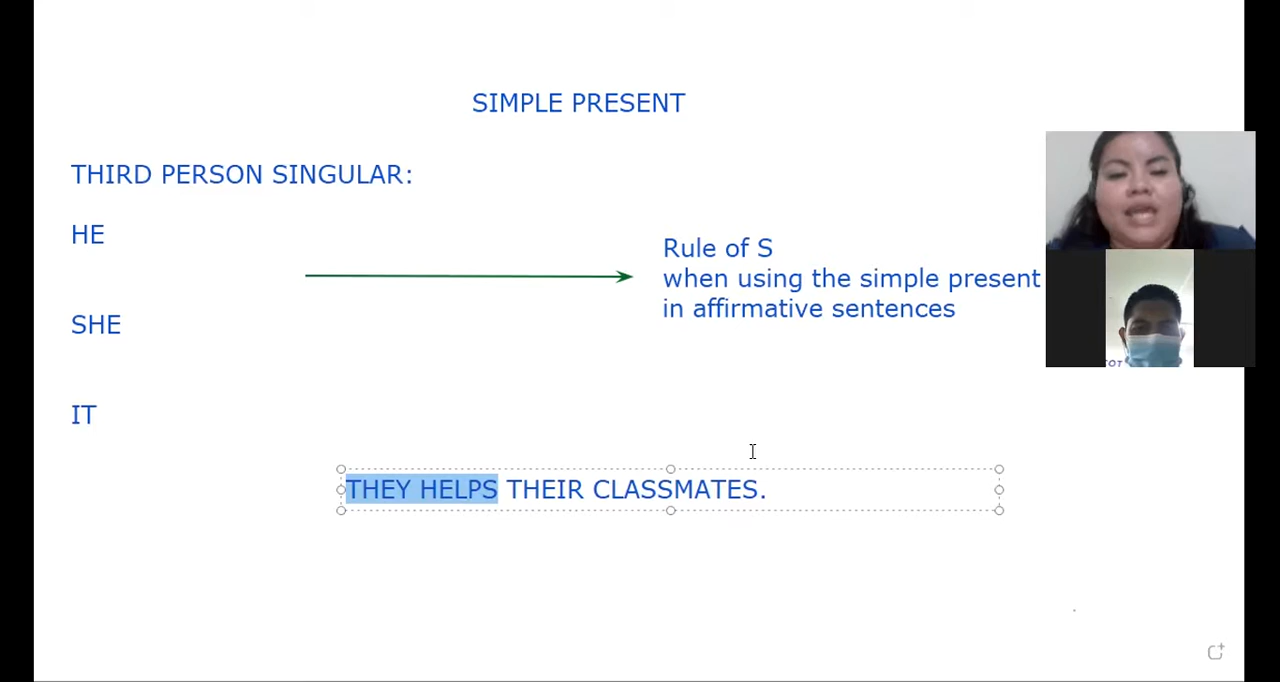 SIMPLE PRESENT
THIRD PERSON SINGULAR:
HE
Rule of S
when using the simple present
in affirmative sentences
SHE
IT
THEY HELPS THEIR CLASSMATES.